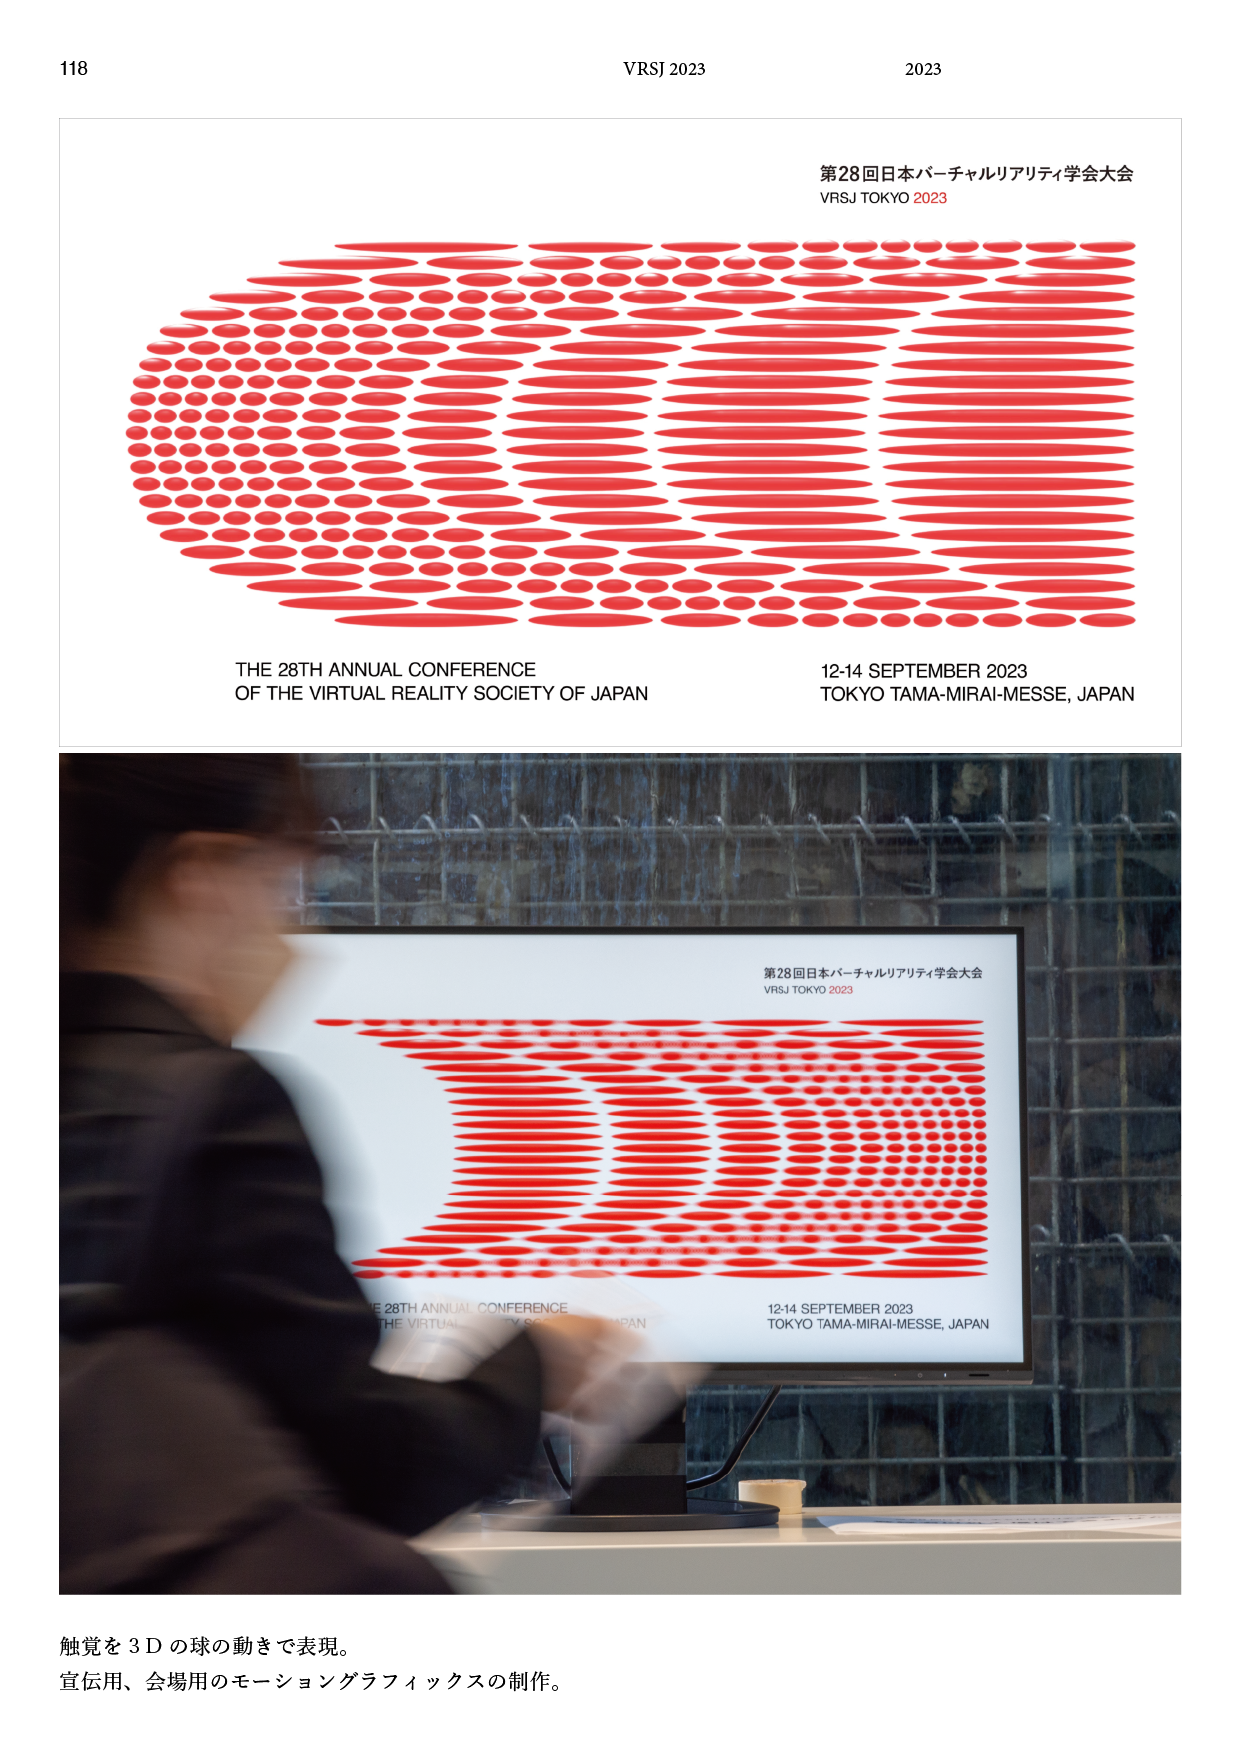 118
VRSJ 2023
2023
第28回日本バーチャルリアリティ学会大会
VRSJ TOKYO 2023
THE 28TH ANNUAL CONFERENCE
OF THE VIRTUAL REALITY SOCIETY OF JAPAN
12-14 SEPTEMBER 2023
TOKYO TAMA-MIRAI-MESSE, JAPAN
第28回日本バーチャルリアリティ学会大会
VRSJ TOKYO 2023
28TH ANNUAL CONFERENCE
THE VIRTUAL
12-14 SEPTEMBER 2023
TOKYO TAMA-MIRAI-MESSE, JAPAN
触覚を3Dの球の動きで表現。
宣伝用、会場用のモーショングラフィックスの制作。